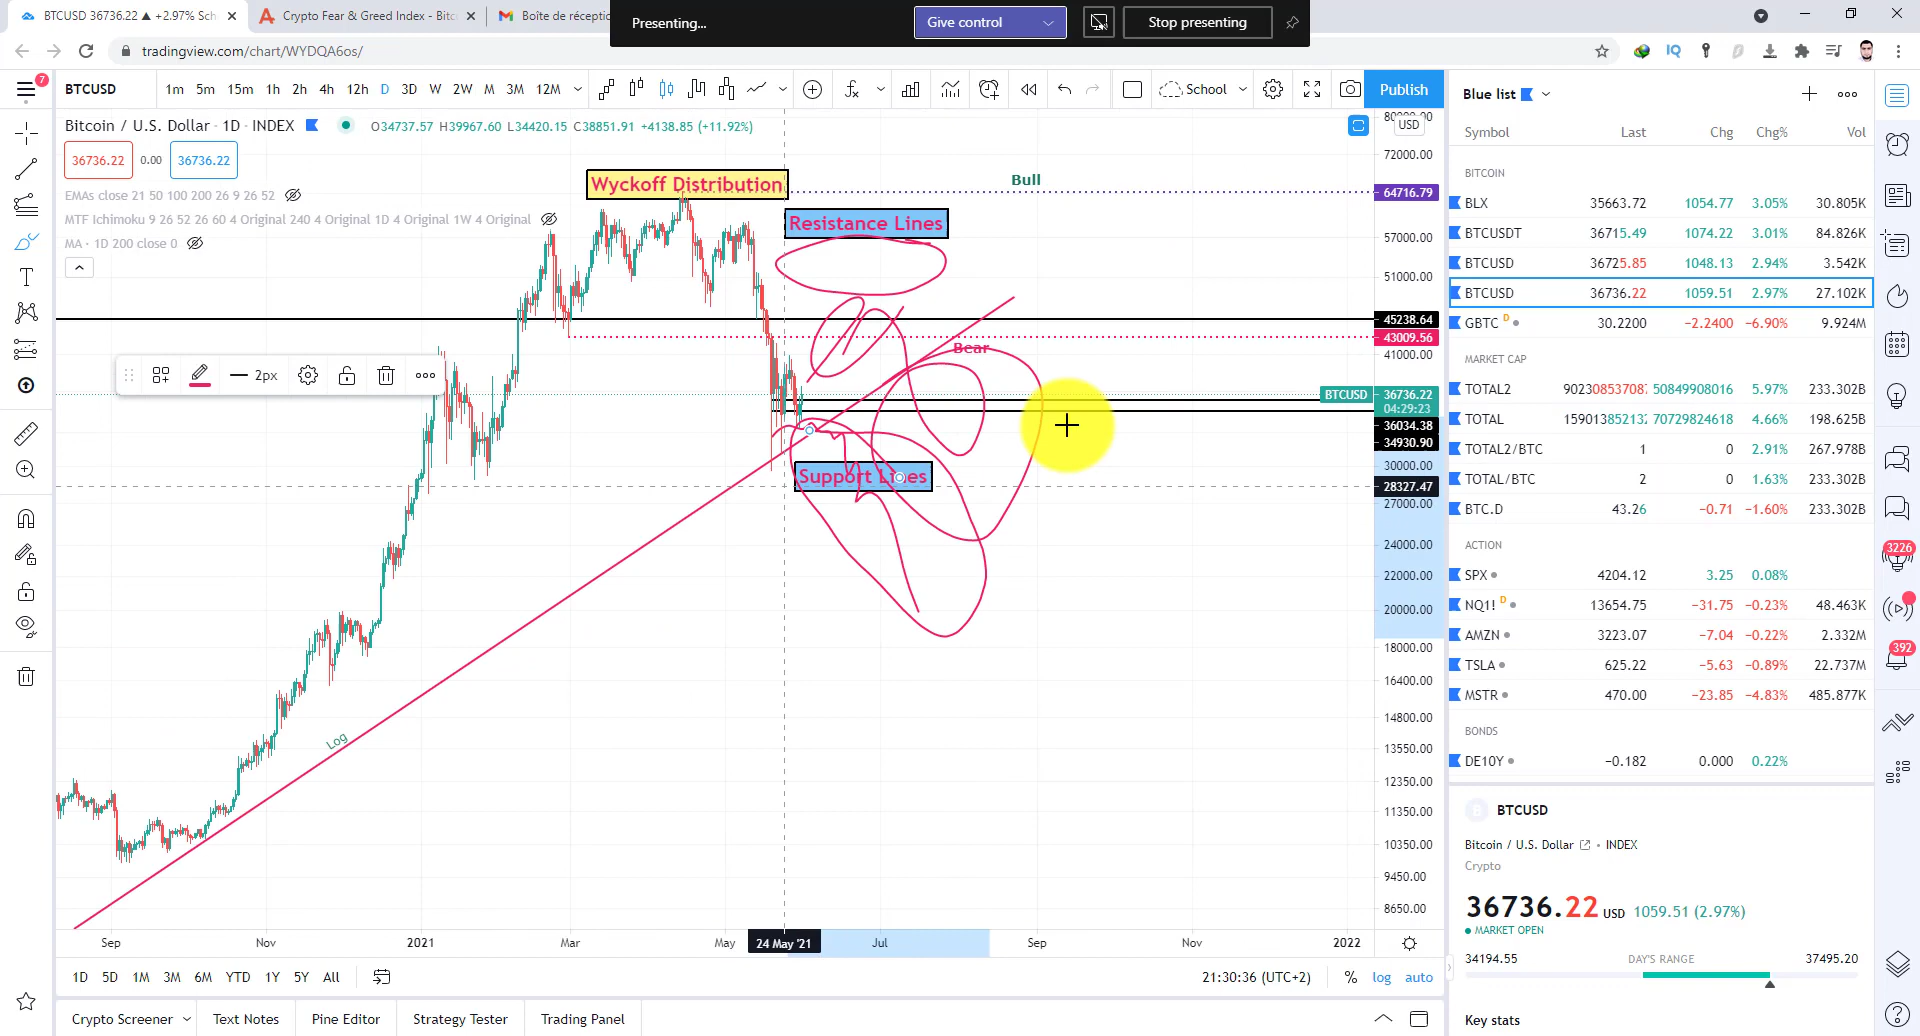 BTCUSD 36736.22 ▲ +2.97% Sch
Crypto Fear & Greed Index - Bitc
Boîte de récepti
Presenting...
Give control
Stop presenting
tradingview.com/chart/WYDQA6os/
7
BTCUSD
1m 5m 15m 1h 2h 4h 12h D 3D W 2W M 3M 12M
School
Publish
Bitcoin / U.S. Dollar · 1D · INDEX
O34737.57 H39967.60 L34420.15 C38851.91 +4138.85 (+11.92%)
36736.22 0.00 36736.22
EMAs close 21 50 100 200 26 9 26 52
MTF Ichimoku 9 26 52 26 60 4 Original 240 4 Original 1D 4 Original 1W 4 Original
MA · 1D 200 close 0
2px
Wyckoff Distribution
Bull
Resistance Lines
Bear
Support Lines
Log
BTCUSD
80000.00
USD
72000.00
64716.79
57000.00
51000.00
45238.64
43009.56
41000.00
36736.22
04:29:23
36034.38
34930.90
30000.00
28327.47
27000.00
24000.00
22000.00
20000.00
18000.00
16400.00
14800.00
13550.00
12350.00
11350.00
10350.00
9450.00
8650.00
Sep Nov 2021 Mar May 24 May '21 Jul Sep Nov 2022
1D 5D 1M 3M 6M YTD 1Y 5Y All
21:30:36 (UTC+2) % log auto
Crypto Screener Text Notes Pine Editor Strategy Tester Trading Panel
Blue list
Symbol Last Chg Chg% Vol
BITCOIN
BLX 35663.72 1054.77 3.05% 30.805K
BTCUSDT 36715.49 1074.22 3.01% 84.826K
BTCUSD 36725.85 1048.13 2.94% 3.542K
BTCUSD 36736.22 1059.51 2.97% 27.102K
GBTC D 30.2200 −2.2400 −6.90% 9.924M
MARKET CAP
TOTAL2 902308537087 50849908016 5.97% 233.302B
TOTAL 159013852132 70729824618 4.66% 198.625B
TOTAL2/BTC 1 0 2.91% 267.978B
TOTAL/BTC 2 0 1.63% 233.302B
BTC.D 43.26 −0.71 −1.60% 233.302B
ACTION
SPX 4204.12 3.25 0.08%
NQ1! D 13654.75 −31.75 −0.23% 48.463K
AMZN 3223.07 −7.04 −0.22% 2.332M
TSLA 625.22 −5.63 −0.89% 22.737M
MSTR 470.00 −23.85 −4.83% 485.877K
BONDS
DE10Y −0.182 0.000 0.22%
B BTCUSD
Bitcoin / U.S. Dollar • INDEX
Crypto
36736.22 USD 1059.51 (2.97%)
MARKET OPEN
34194.55 DAY'S RANGE 37495.20
Key stats
IQ
3226
392